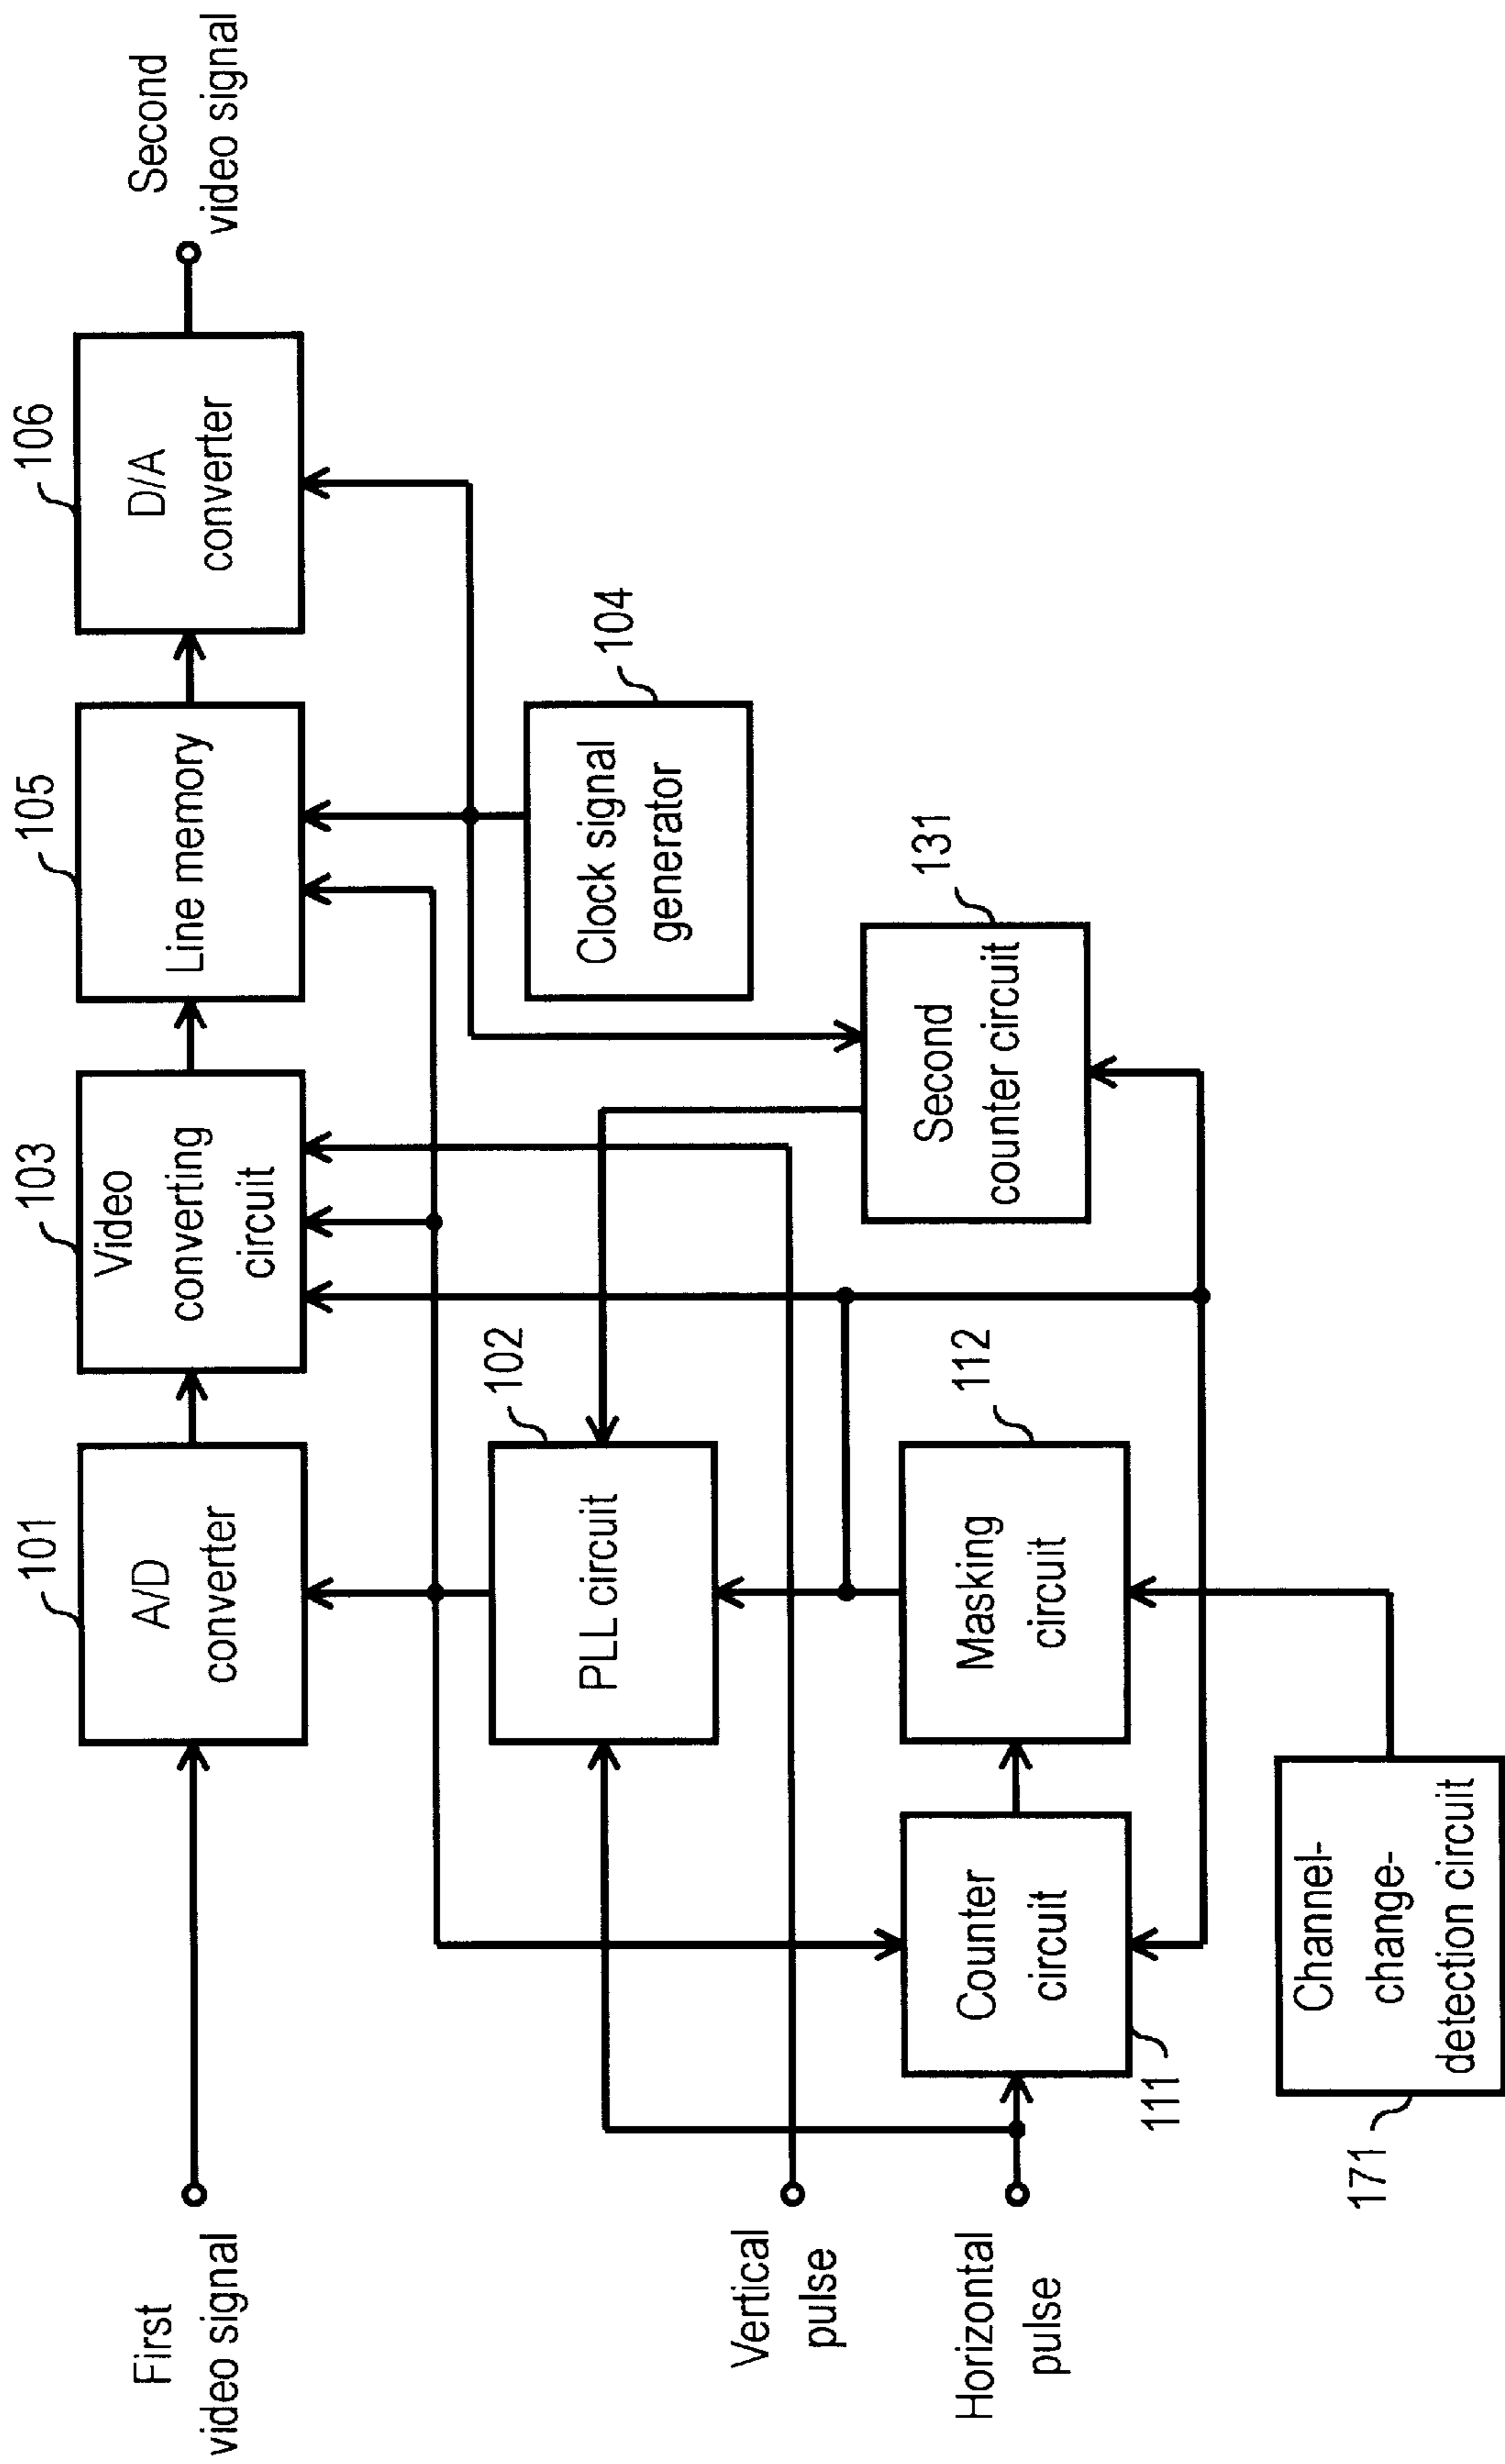 First
video signal
101
A/D
converter
103
Video
converting
circuit
105
Line memory
106
D/A
converter
Second
video signal
102
PLL circuit
Clock signal
generator
104
Vertical
pulse
Horizontal
pulse
111
Counter
circuit
112
Masking
circuit
131
Second
counter circuit
171
Channel-
change-
detection circuit